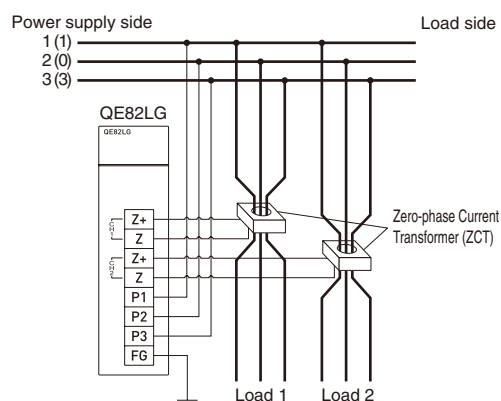 Power supply side
Load side
1 (1)
2 (0)
3 (3)
QE82LG
QE82LG
Z+
Z
Z+
Z
P1
P2
P3
FG
Zero-phase Current
Transformer (ZCT)
Load 1
Load 2